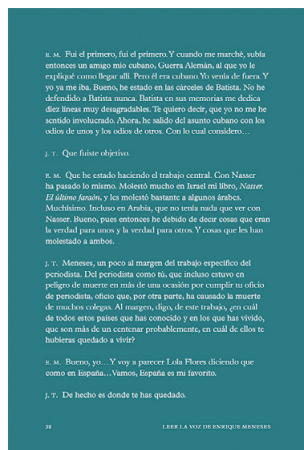 E. M. Fui el primero, fui el primero. Y cuando me marché, subía
entonces un amigo mío cubano, Guerra Alemán, al que yo le
expliqué como llegar allí. Pero él era cubano. Yo venía de fuera. Y
yo ya me iba. Bueno, he estado en las cárceles de Batista. No he
defendido a Batista nunca. Batista en sus memorias me dedica
diez líneas muy desagradables. Te quiero decir, que yo no me he
sentido involucrado. Ahora, he salido del asunto cubano con los
odios de unos y los odios de otros. Con lo cual considero…
J. T. Que fuiste objetivo.
E. M. Que he estado haciendo el trabajo central. Con Nasser
ha pasado lo mismo. Molestó mucho en Israel mi libro, Nasser.
El último faraón, y les molestó bastante a algunos árabes.
Muchísimo. Incluso en Arabia, que no tenía nada que ver con
Nasser. Bueno, pues entonces he debido de decir cosas que eran
la verdad para unos y la verdad para otros. Y cosas que les han
molestado a ambos.
J. T. Meneses, un poco al margen del trabajo específico del
periodista. Del periodista como tú, que incluso estuvo en
peligro de muerte en más de una ocasión por cumplir tu oficio
de periodista, oficio que, por otra parte, ha causado la muerte
de muchos colegas. Al margen, digo, de este trabajo, ¿en cuál
de todos estos países que has conocido y en los que has vivido,
que son más de un centenar probablemente, en cuál de ellos te
hubieras quedado a vivir?
E. M. Bueno, yo… Y voy a parecer Lola Flores diciendo que
como en España… Vamos, España es mi favorito.
J. T. De hecho es donde te has quedado.
38 LEER LA VOZ DE ENRIQUE MENESES